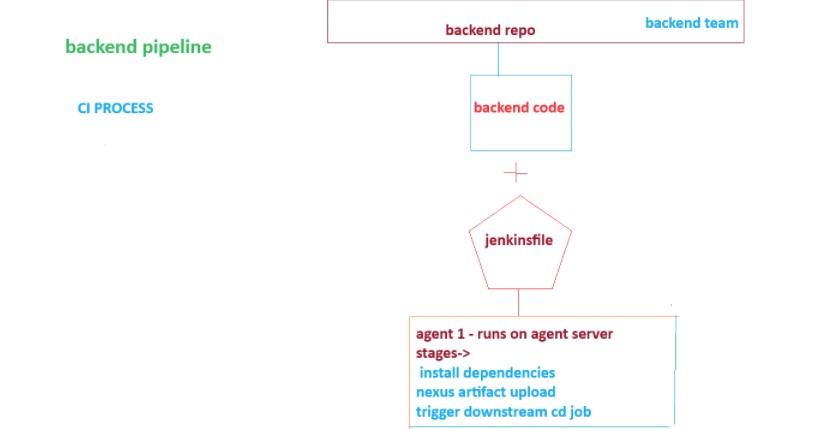 backend repo
backend team
backend pipeline
CI PROCESS
backend code
+
jenkinsfile
agent 1 - runs on agent server
stages->
install dependencies
nexus artifact upload
trigger downstream cd job